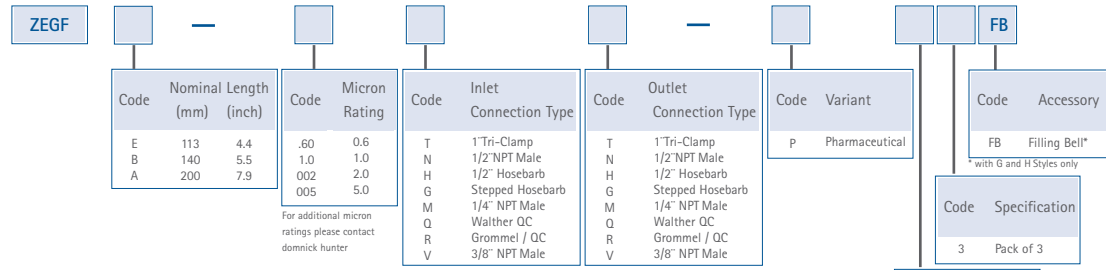 ZEGF — — FB
Code Nominal Length (mm) (inch)
E 113 4.4
B 140 5.5
A 200 7.9
Code Micron Rating
.60 0.6
1.0 1.0
002 2.0
005 5.0
For additional micron
ratings please contact
domnick hunter
Code Inlet Connection Type
T 1¨Tri-Clamp
N 1/2¨NPT Male
H 1/2¨ Hosebarb
G Stepped Hosebarb
M 1/4¨ NPT Male
Q Walther QC
R Grommel / QC
V 3/8¨ NPT Male
Code Outlet Connection Type
T 1¨Tri-Clamp
N 1/2¨NPT Male
H 1/2¨ Hosebarb
G Stepped Hosebarb
M 1/4¨ NPT Male
Q Walther QC
R Grommel / QC
V 3/8¨ NPT Male
Code Variant
P Pharmaceutical
Code Accessory
FB Filling Bell*
* with G and H Styles only
Code Specification
3 Pack of 3